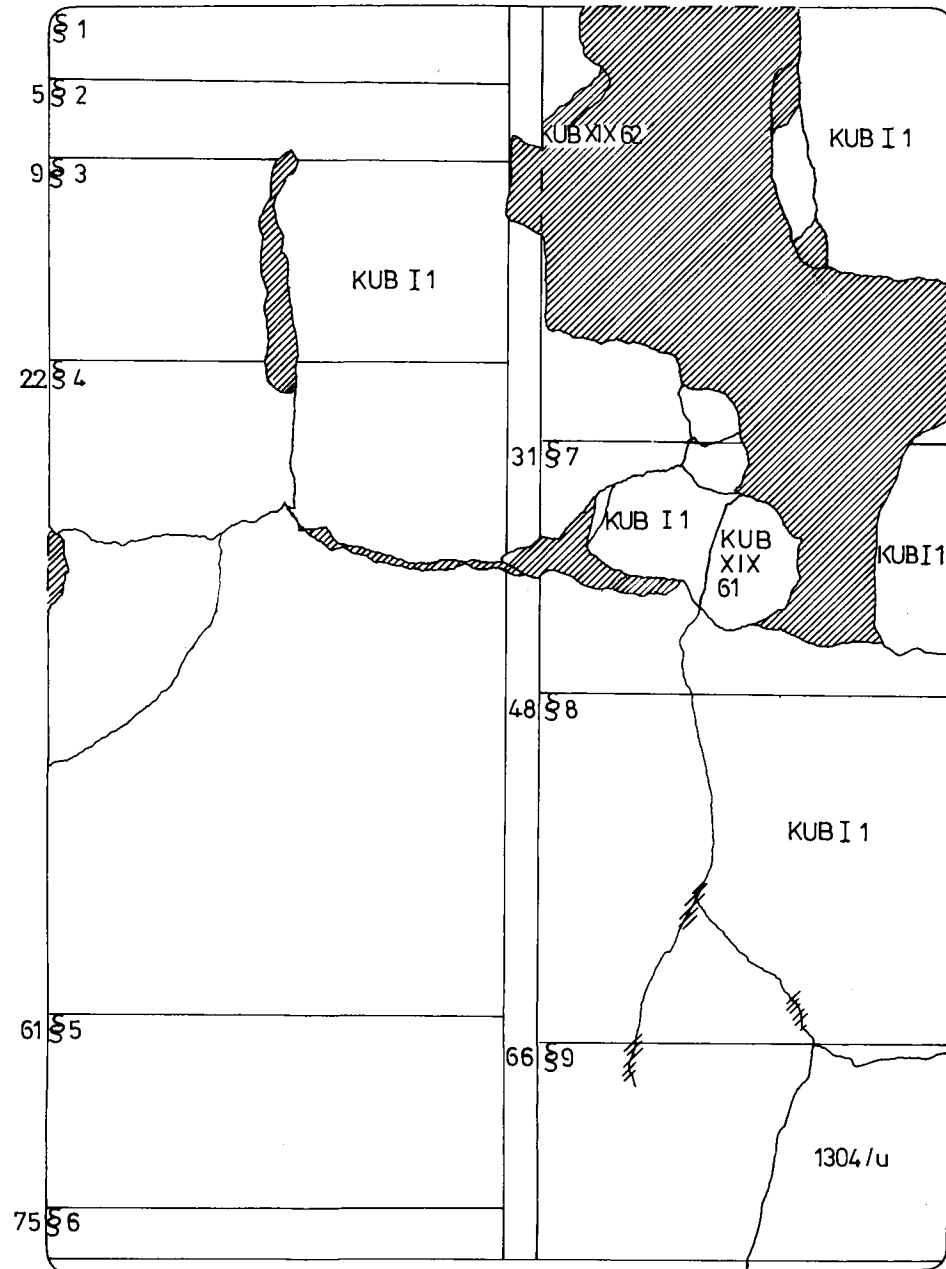 § 1
5 § 2
9 § 3
KUB I 1
22 § 4
61 § 5
75 § 6
KUB XIX 62
KUB I 1
31 § 7
KUB I 1
KUB
XIX
61
KUB I 1
48 § 8
KUB I 1
66 § 9
1304/u